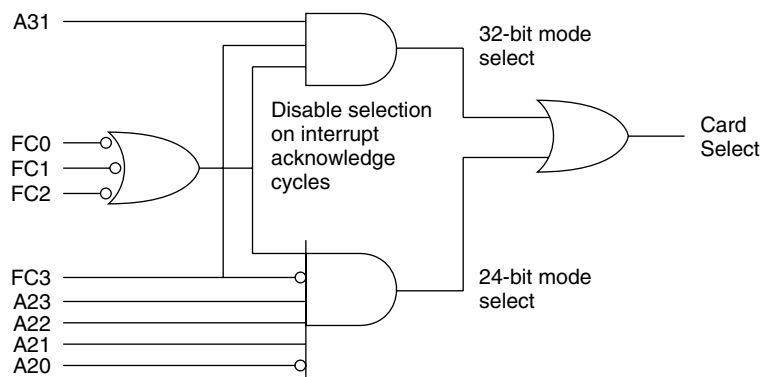 A31
32-bit mode
select
Disable selection
on interrupt
acknowledge
cycles
FC0
FC1
FC2
Card
Select
FC3
A23
A22
A21
A20
24-bit mode
select